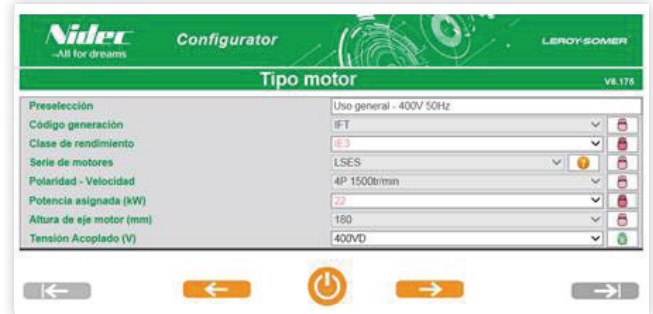 Nidec
-All for dreams
Configurator
LEROY-SOMER
Tipo motor
V8.175
Preselección
Uso general - 400V 50Hz
Código generación
IFT
Clase de rendimiento
IE3
Serie de motores
LSES
Polaridad - Velocidad
4P 1500tr/min
Potencia asignada (kW)
22
Altura de eje motor (mm)
180
Tensión Acoplado (V)
400VD